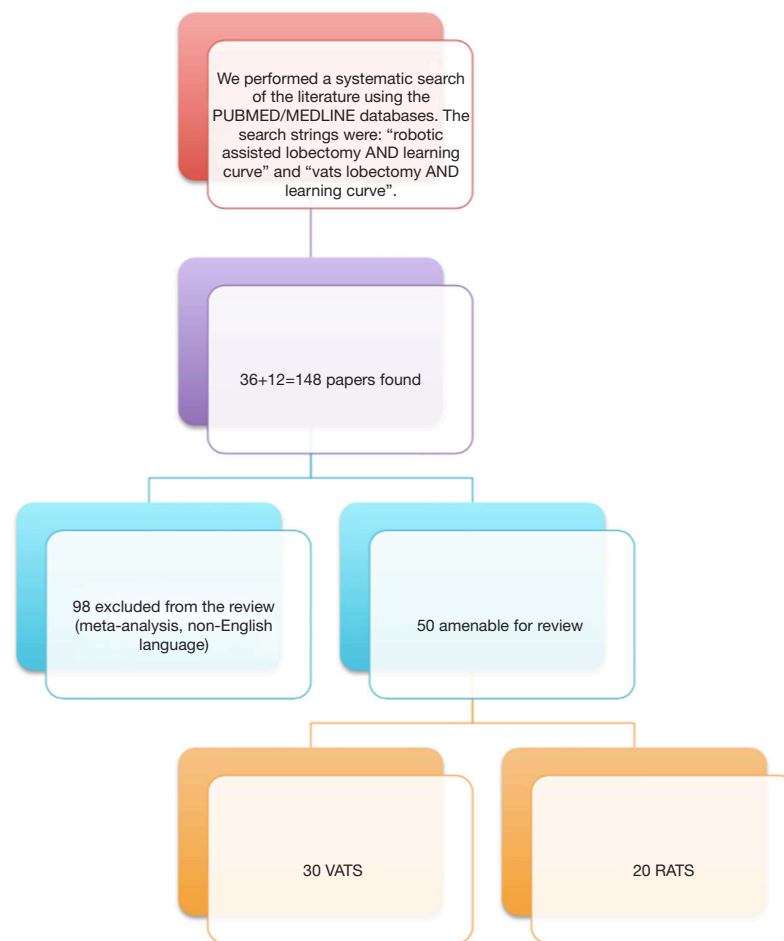 We performed a systematic search
of the literature using the
PUBMED/MEDLINE databases. The
search strings were: “robotic
assisted lobectomy AND learning
curve” and “vats lobectomy AND
learning curve”.
36+12=148 papers found
98 excluded from the review
(meta-analysis, non-English
language)
50 amenable for review
30 VATS
20 RATS